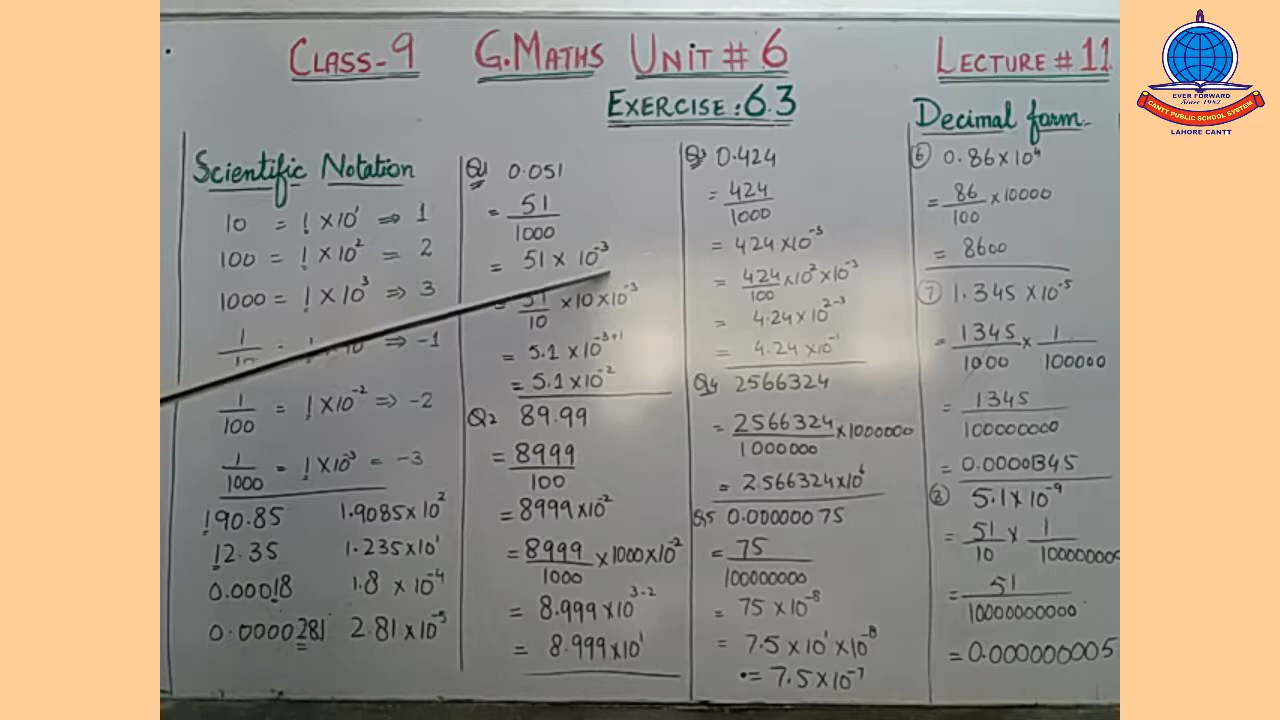 CLASS-9 G.MATHS UNIT # 6 LECTURE # 11
EXERCISE: 6.3
EVER FORWARD
Since 1982
CANTT PUBLIC SCHOOL SYSTEM
LAHORE CANTT
Scientific Notation
10 = 1 × 10¹ ⇒ 1
100 = 1 × 10² = 2
1000 = 1 × 10³ ⇒ 3
⇒ -1
1/100 = 1 × 10⁻² ⇒ -2
1/1000 = 1 × 10⁻³ = -3
190.85 1.9085 × 10²
12.35 1.235 × 10¹
0.00018 1.8 × 10⁻⁴
0.0000281 2.81 × 10⁻⁵
Q1 0.051
= 51/1000
= 51 × 10⁻³
= 51/10 × 10 × 10⁻³
= 5.1 × 10⁻³⁺¹
= 5.1 × 10⁻²
Q2 89.99
= 8999/100
= 8999 × 10⁻²
= 8999/1000 × 1000 × 10⁻²
= 8.999 × 10³⁻²
= 8.999 × 10¹
Q3 0.424
= 424/1000
= 424 × 10⁻³
= 424/100 × 10² × 10⁻³
= 4.24 × 10²⁻³
= 4.24 × 10⁻¹
Q4 2566324
= 2566324/1000000 × 1000000
= 2.566324 × 10⁶
Q5 0.00000075
= 75/100000000
= 75 × 10⁻⁸
= 7.5 × 10¹ × 10⁻⁸
= 7.5 × 10⁻⁷
Decimal form
⑥ 0.86 × 10⁴
= 86/100 × 10000
= 8600
⑦ 1.345 × 10⁻⁵
= 1345/1000 × 1/100000
= 1345/100000000
= 0.00001345
⑧ 5.1 × 10⁻⁹
= 51/10 × 1/1000000000
= 51/10000000000
= 0.000000005